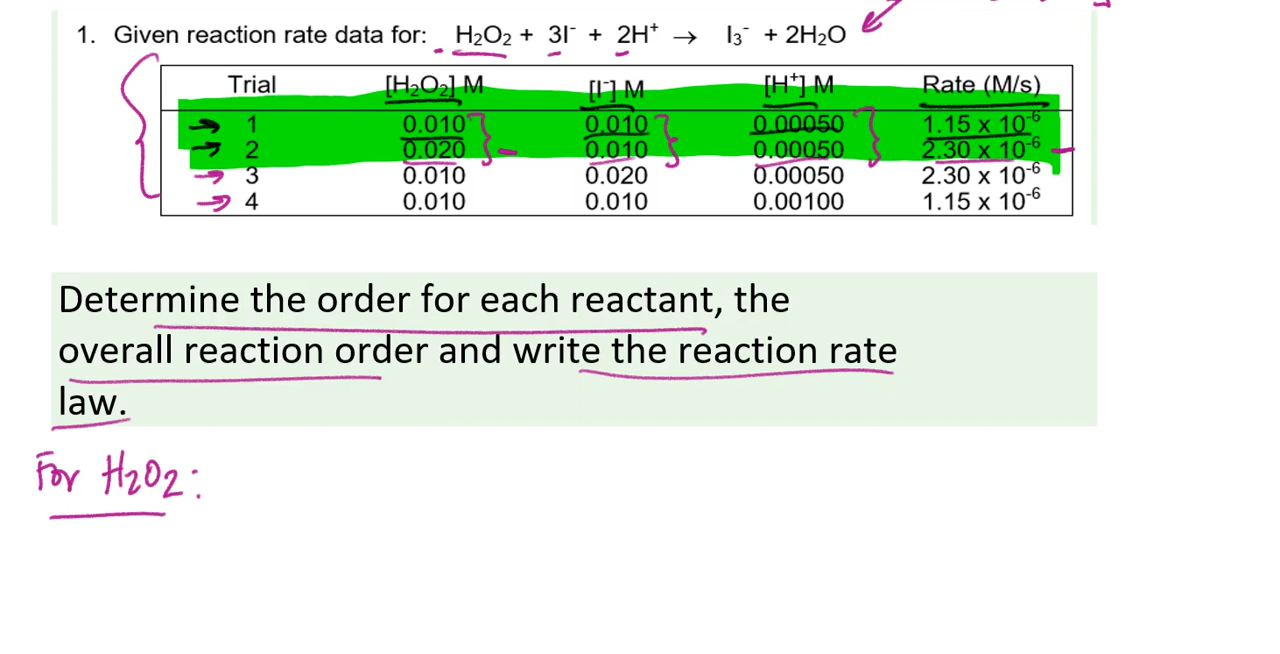 1. Given reaction rate data for: H₂O₂ + 3I⁻ + 2H⁺ → I₃⁻ + 2H₂O
Trial [H₂O₂] M [I⁻] M [H⁺] M Rate (M/s)
1 0.010 0.010 0.00050 1.15 x 10⁻⁶
2 0.020 0.010 0.00050 2.30 x 10⁻⁶
3 0.010 0.020 0.00050 2.30 x 10⁻⁶
4 0.010 0.010 0.00100 1.15 x 10⁻⁶
Determine the order for each reactant, the
overall reaction order and write the reaction rate
law.
For H₂O₂: